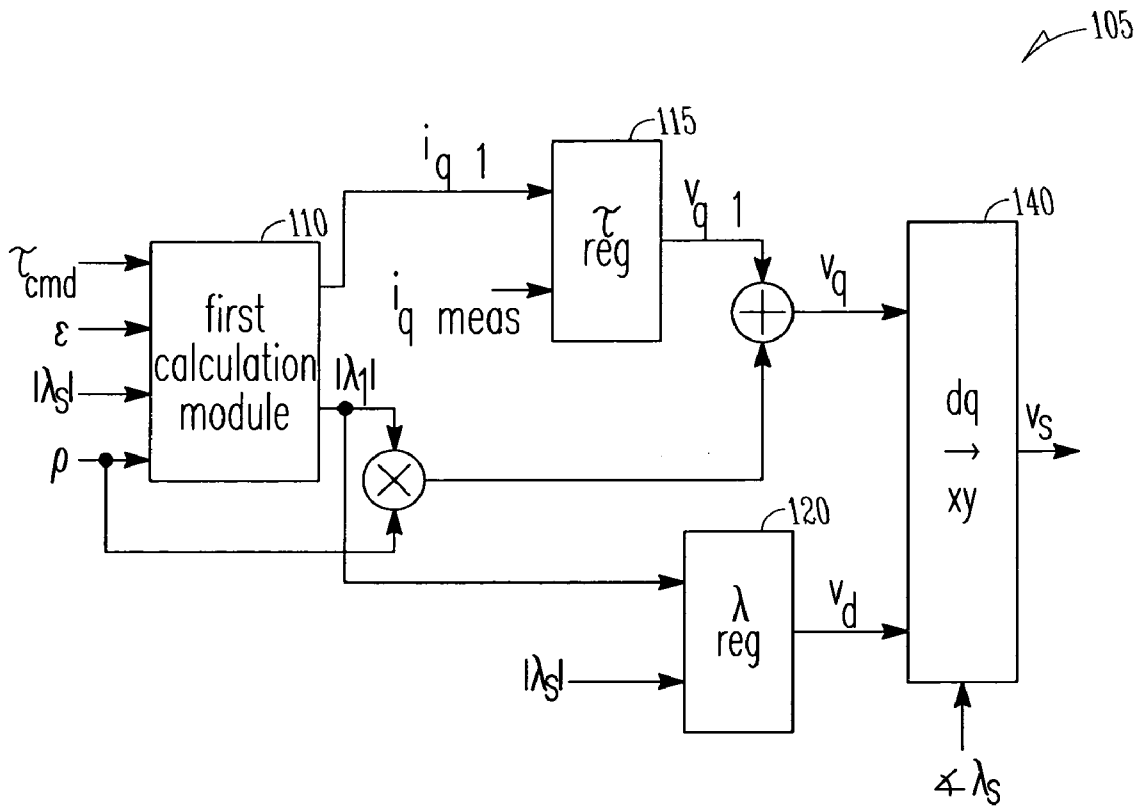 105
115
i_q 1
v_q 1
140
110
τ_cmd
τ
reg
first
calculation
module
ε
i_q meas
v_q
|λ_s|
|λ_1|
dq
→
xy
v_s
ρ
120
λ
reg
v_d
|λ_s|
∢ λ_s